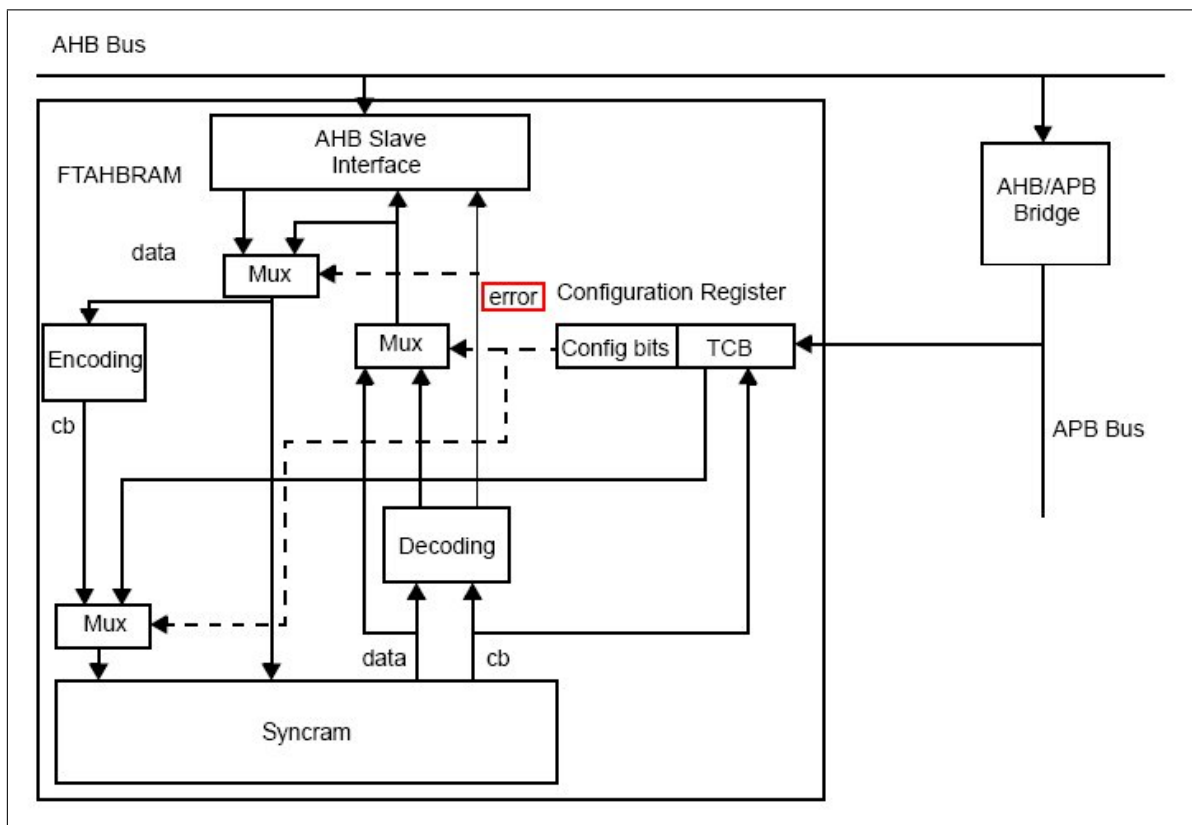 AHB Bus
AHB Slave
Interface
FTAHBRAM
AHB/APB
Bridge
data
Mux
error
Configuration Register
Mux
Config bits
TCB
Encoding
cb
APB Bus
Decoding
Mux
data
cb
Syncram